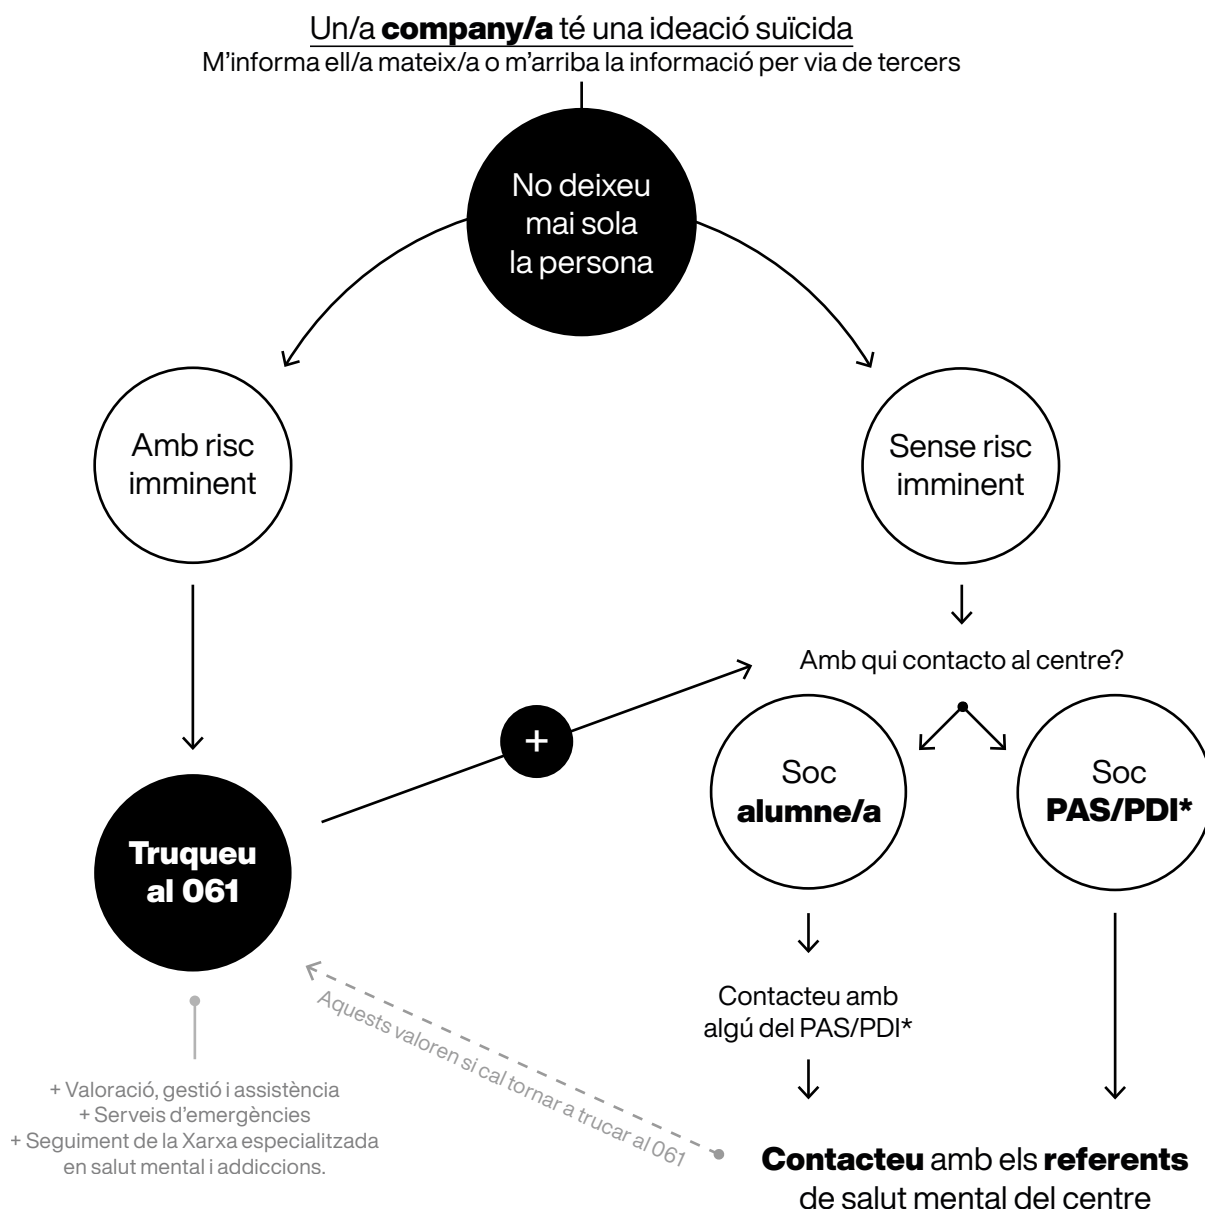 Un/a company/a té una ideació suïcida
M’informa ell/a mateix/a o m’arriba la informació per via de tercers
No deixeu
mai sola
la persona
Amb risc
imminent
Sense risc
imminent
Amb qui contacto al centre?
+
Soc
alumne/a
Soc
PAS/PDI*
Truqueu
al 061
Aquests valoren si cal tornar a trucar al 061
Contacteu amb
algú del PAS/PDI*
+ Valoració, gestió i assistència
+ Serveis d’emergències
+ Seguiment de la Xarxa especialitzada
en salut mental i addiccions.
Contacteu amb els referents
de salut mental del centre